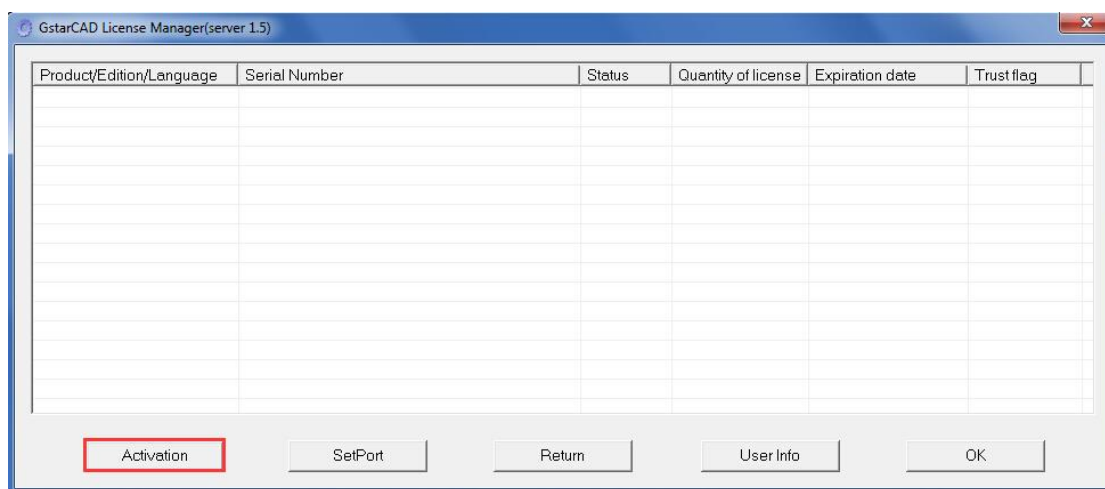 GstarCAD License Manager(server 1.5)
Product/Edition/Language Serial Number Status Quantity of license Expiration date Trust flag
Activation SetPort Return User Info OK